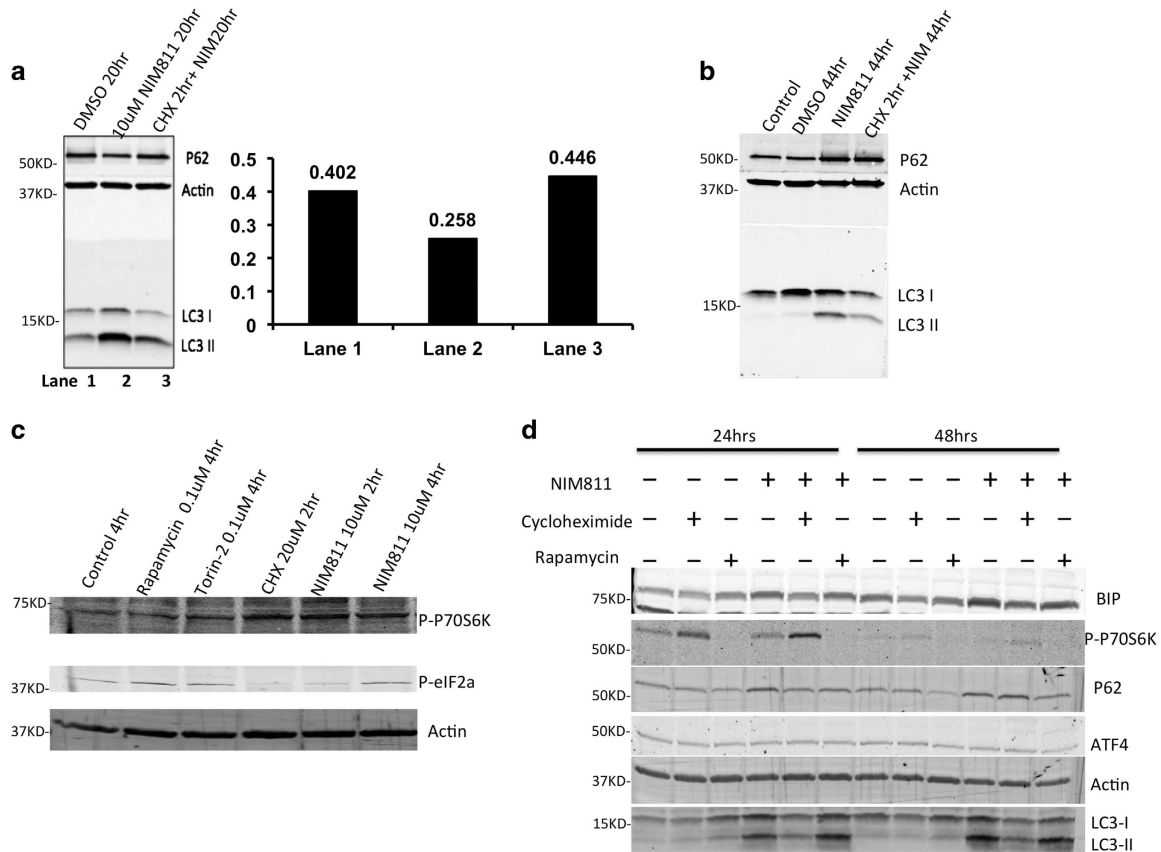 a
DMSO 20hr
10uM NIM811 20hr
CHX 2hr+ NIM20hr
50KD-
P62
37KD-
Actin
15KD-
LC3 I
LC3 II
Lane 1 2 3
0.5
0.4
0.3
0.2
0.1
0
0.402
0.258
0.446
Lane 1
Lane 2
Lane 3
b
Control
DMSO 44hr
NIM811 44hr
CHX 2hr +NIM 44hr
50KD-
P62
37KD-
Actin
15KD-
LC3 I
LC3 II
c
Control 4hr
Rapamycin 0.1uM 4hr
Torin-2 0.1uM 4hr
CHX 20uM 2hr
NIM811 10uM 2hr
NIM811 10uM 4hr
75KD-
P-P70S6K
37KD-
P-eIF2a
37KD-
Actin
d
24hrs 48hrs
NIM811 − − − + + + − − − + + +
Cycloheximide − + − − + − − + − − + −
Rapamycin − − + − − + − − + − − +
75KD-
BIP
P-P70S6K
50KD-
50KD-
P62
50KD-
ATF4
37KD-
Actin
15KD-
LC3-I
LC3-II